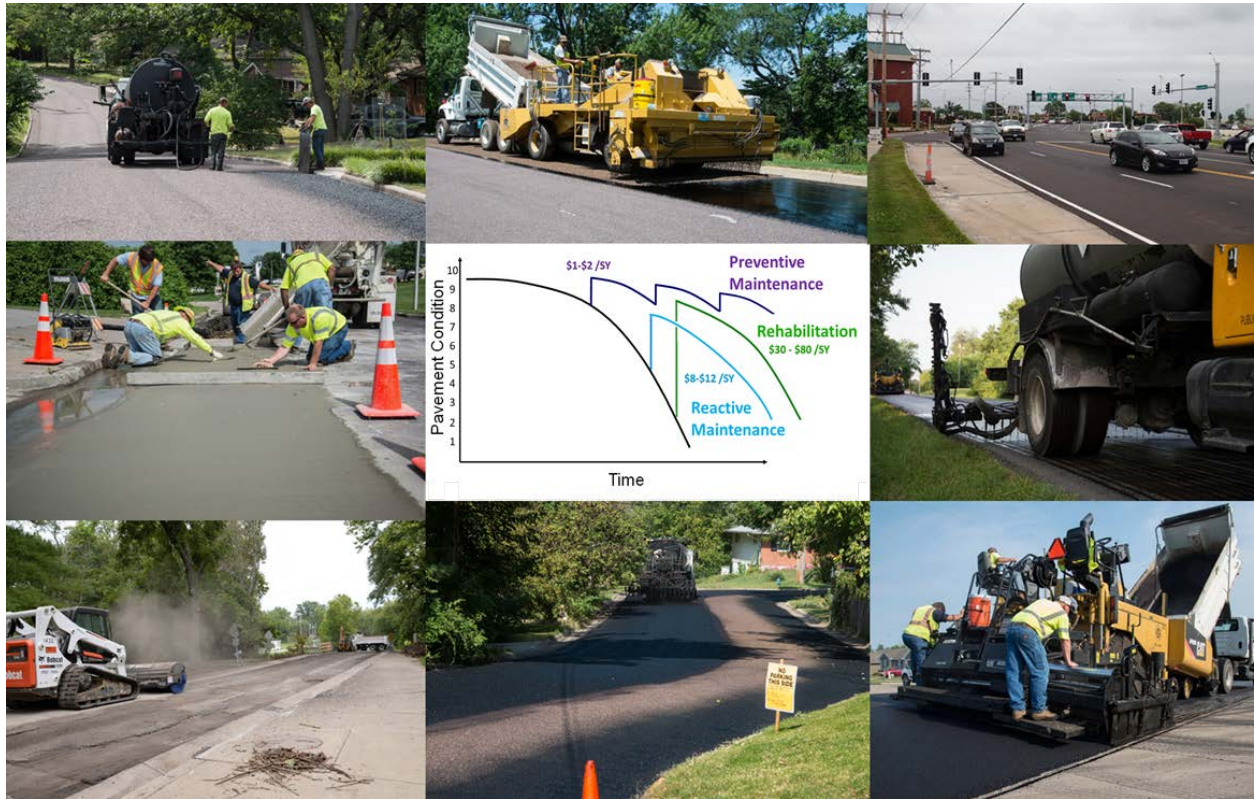 10
9
8
7
6
5
4
3
2
1
Pavement Condition
Time
$1-$2 /SY
Preventive
Maintenance
Rehabilitation
$30 - $80 /SY
$8-$12 /SY
Reactive
Maintenance
Bobcat
Bobcat
NO
PARKING
THIS SIDE
CAT